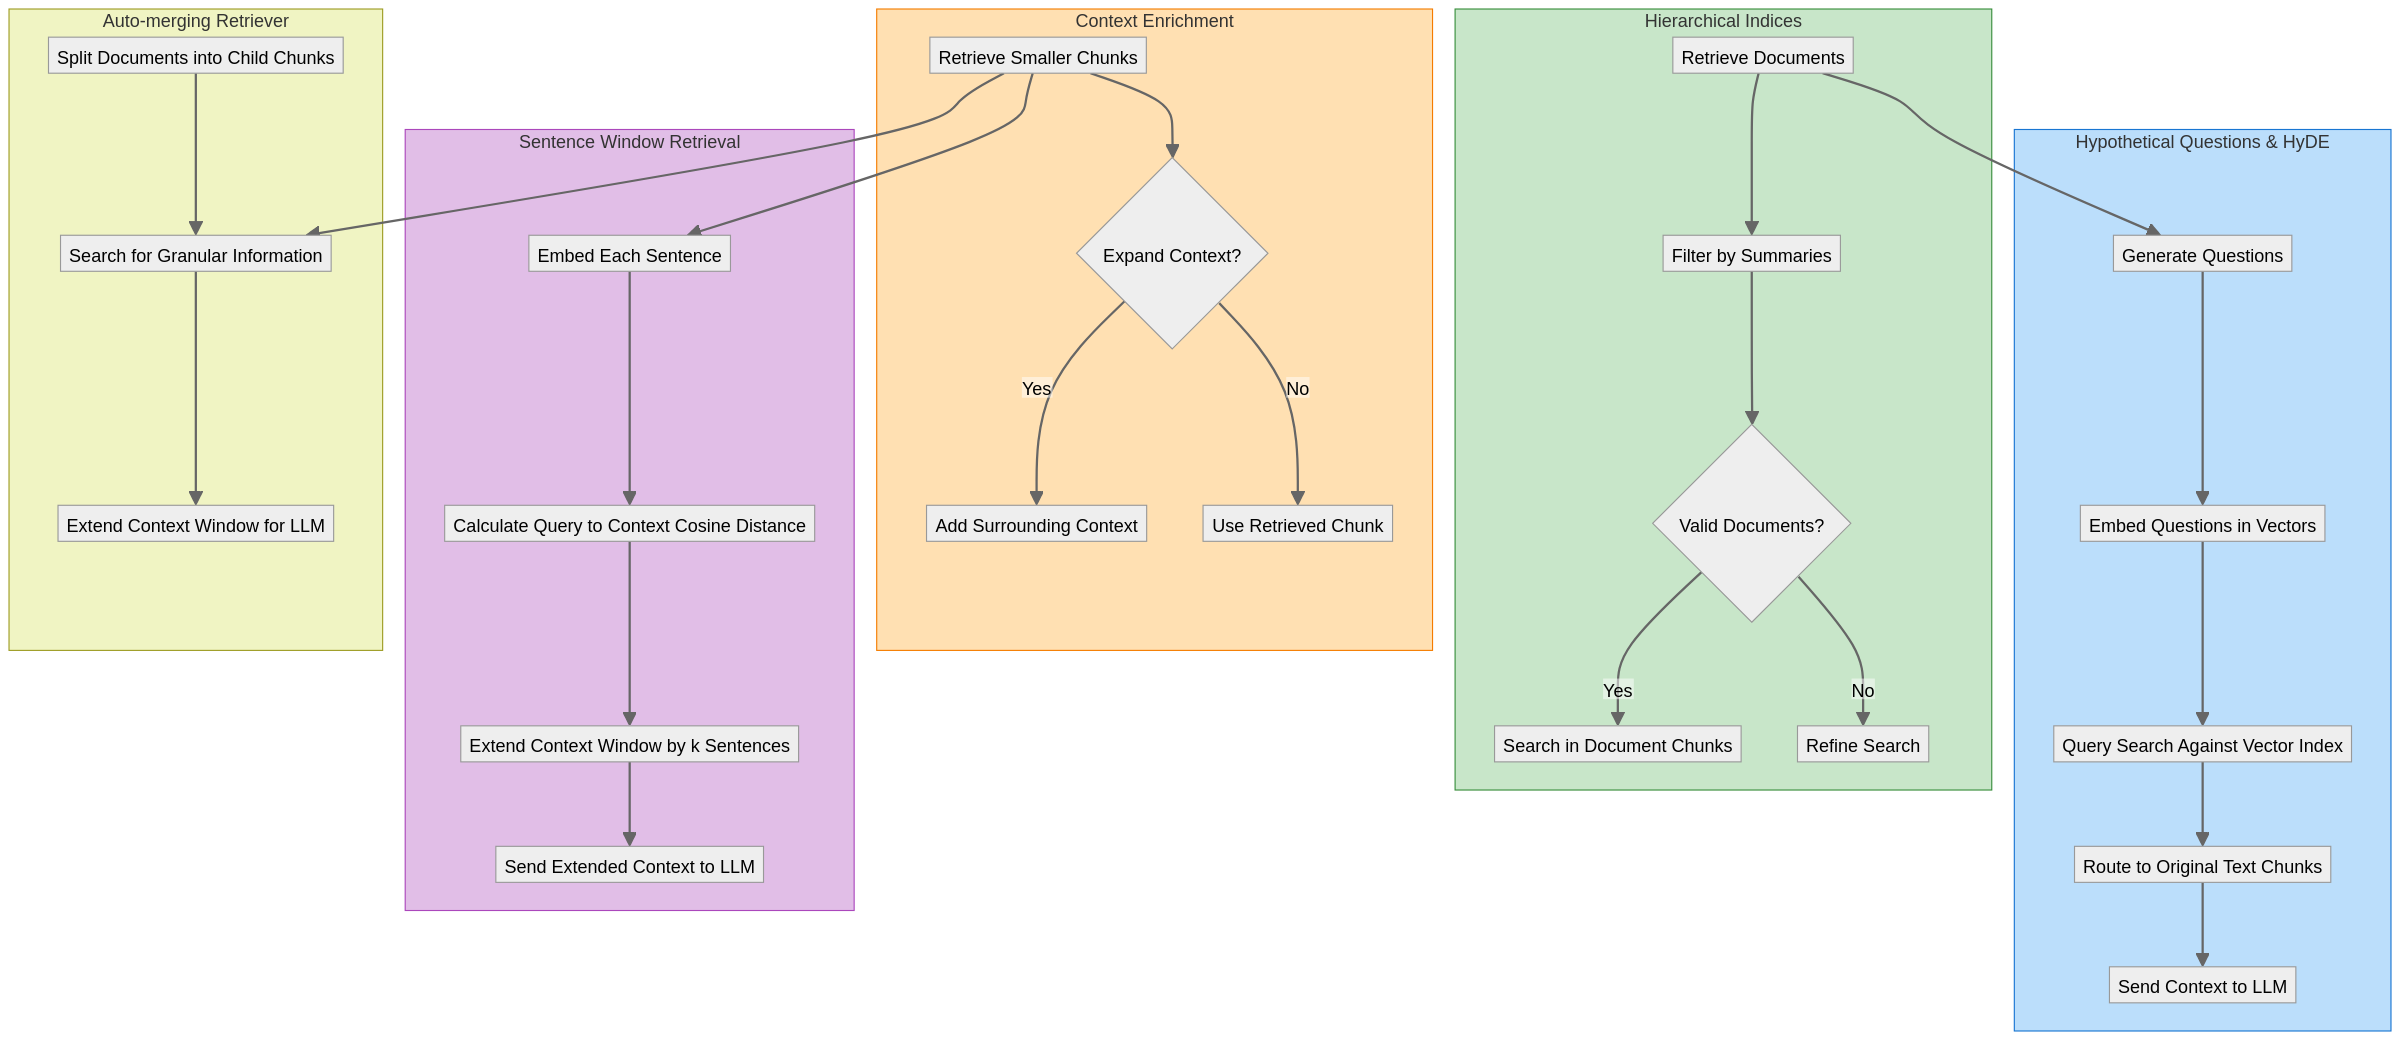 Auto-merging Retriever
Split Documents into Child Chunks
Search for Granular Information
Extend Context Window for LLM
Sentence Window Retrieval
Embed Each Sentence
Calculate Query to Context Cosine Distance
Extend Context Window by k Sentences
Send Extended Context to LLM
Context Enrichment
Retrieve Smaller Chunks
Expand Context?
Yes
No
Add Surrounding Context
Use Retrieved Chunk
Hierarchical Indices
Retrieve Documents
Filter by Summaries
Valid Documents?
Yes
No
Search in Document Chunks
Refine Search
Hypothetical Questions & HyDE
Generate Questions
Embed Questions in Vectors
Query Search Against Vector Index
Route to Original Text Chunks
Send Context to LLM